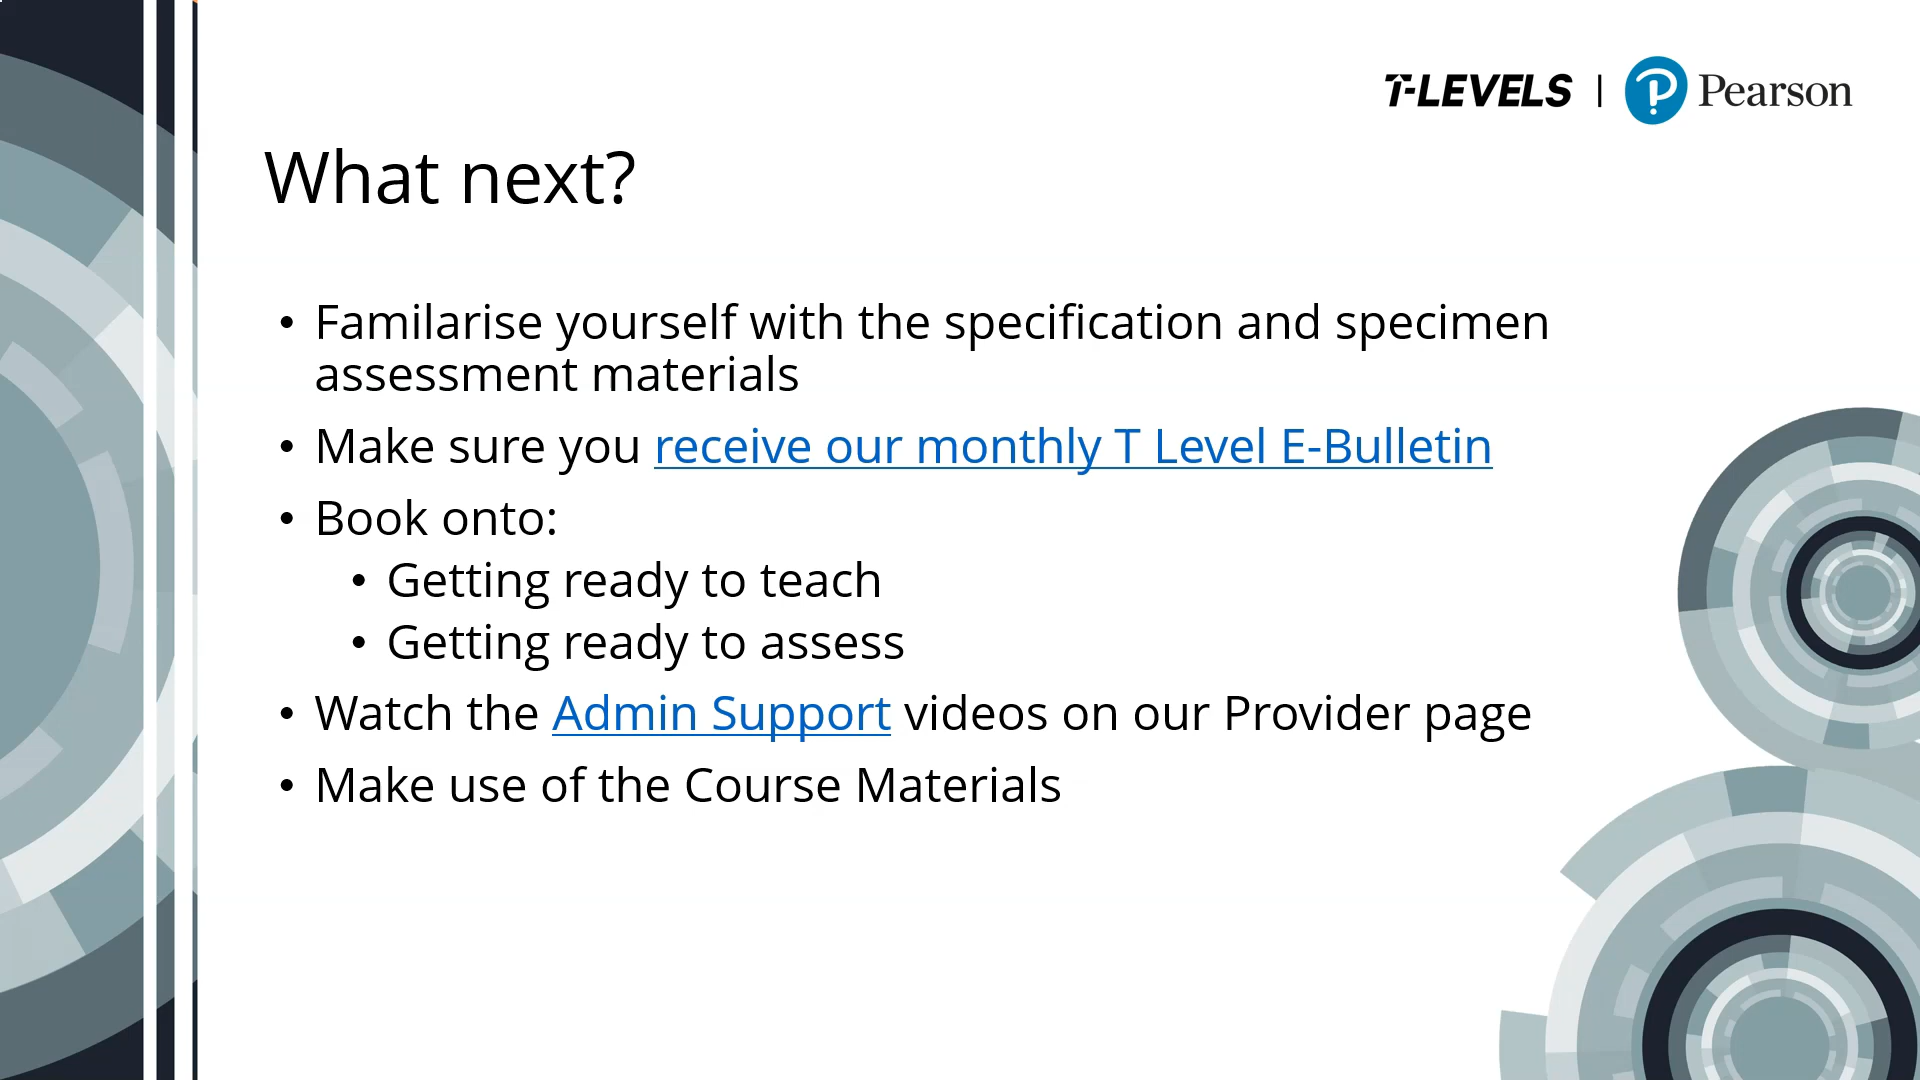 T-LEVELS | Pearson
What next?
• Familarise yourself with the specification and specimen
assessment materials
• Make sure you receive our monthly T Level E-Bulletin
• Book onto:
• Getting ready to teach
• Getting ready to assess
• Watch the Admin Support videos on our Provider page
• Make use of the Course Materials